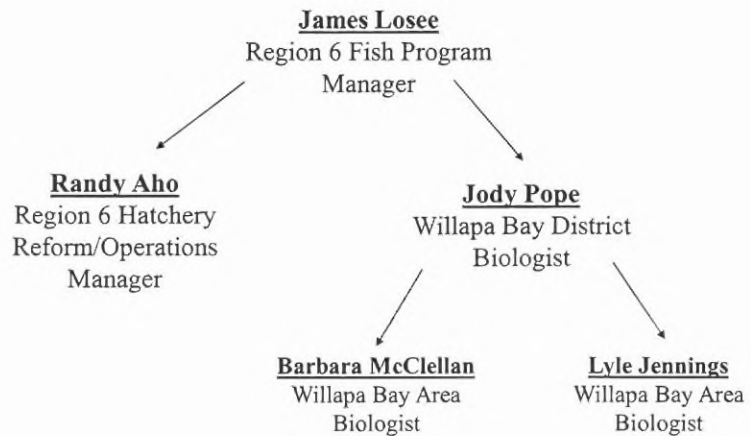 James Losee
Region 6 Fish Program
Manager
Randy Aho
Region 6 Hatchery
Reform/Operations
Manager
Jody Pope
Willapa Bay District
Biologist
Barbara McClellan
Willapa Bay Area
Biologist
Lyle Jennings
Willapa Bay Area
Biologist